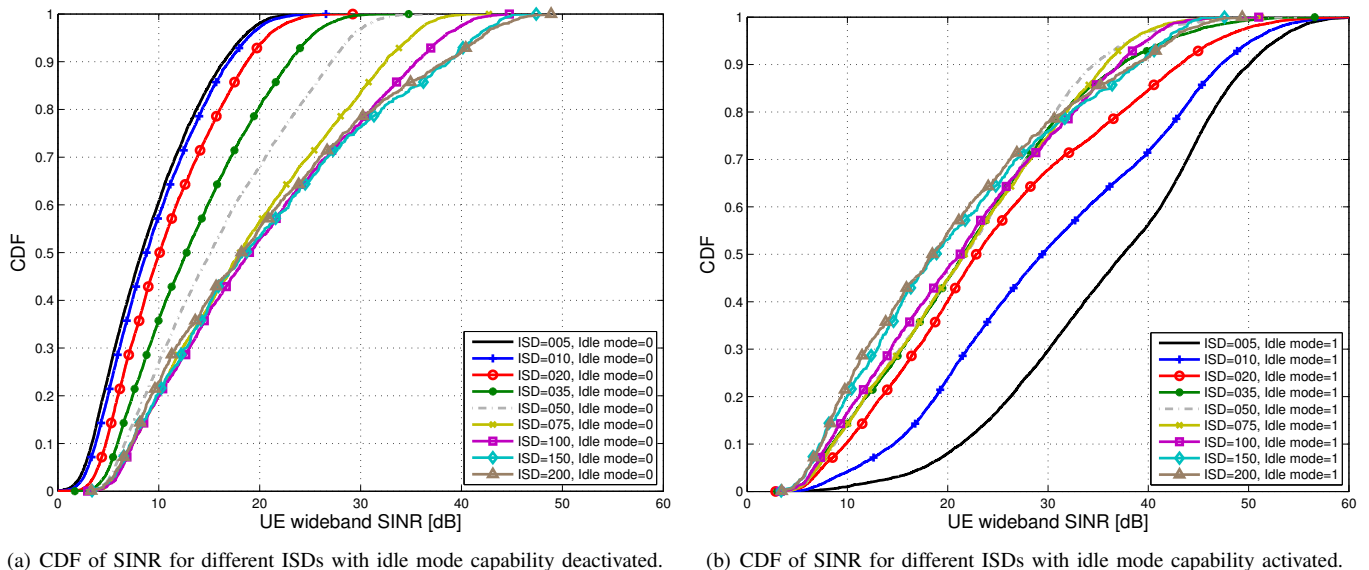 1
0.9
0.8
0.7
0.6
0.5
0.4
0.3
0.2
0.1
0
CDF
0 10 20 30 40 50 60
UE wideband SINR [dB]
ISD=005, Idle mode=0
ISD=010, Idle mode=0
ISD=020, Idle mode=0
ISD=035, Idle mode=0
ISD=050, Idle mode=0
ISD=075, Idle mode=0
ISD=100, Idle mode=0
ISD=150, Idle mode=0
ISD=200, Idle mode=0
(a) CDF of SINR for different ISDs with idle mode capability deactivated.
1
0.9
0.8
0.7
0.6
0.5
0.4
0.3
0.2
0.1
0
CDF
0 10 20 30 40 50 60
UE wideband SINR [dB]
ISD=005, Idle mode=1
ISD=010, Idle mode=1
ISD=020, Idle mode=1
ISD=035, Idle mode=1
ISD=050, Idle mode=1
ISD=075, Idle mode=1
ISD=100, Idle mode=1
ISD=150, Idle mode=1
ISD=200, Idle mode=1
(b) CDF of SINR for different ISDs with idle mode capability activated.